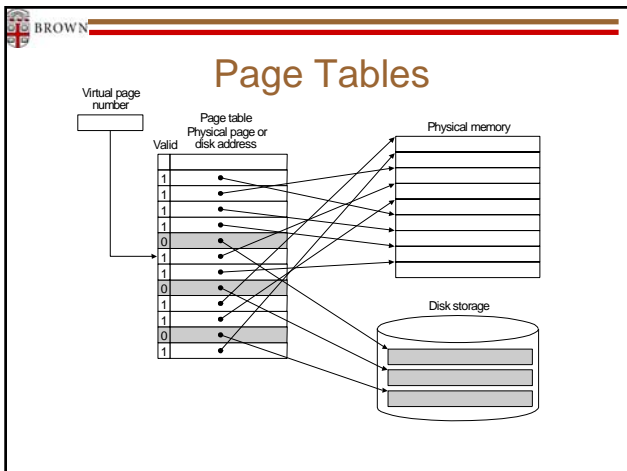 BROWN
Page Tables
Virtual page
number
Page table
Physical page or
disk address
Valid
Physical memory
1
1
1
1
0
1
1
0
1
1
0
1
Disk storage